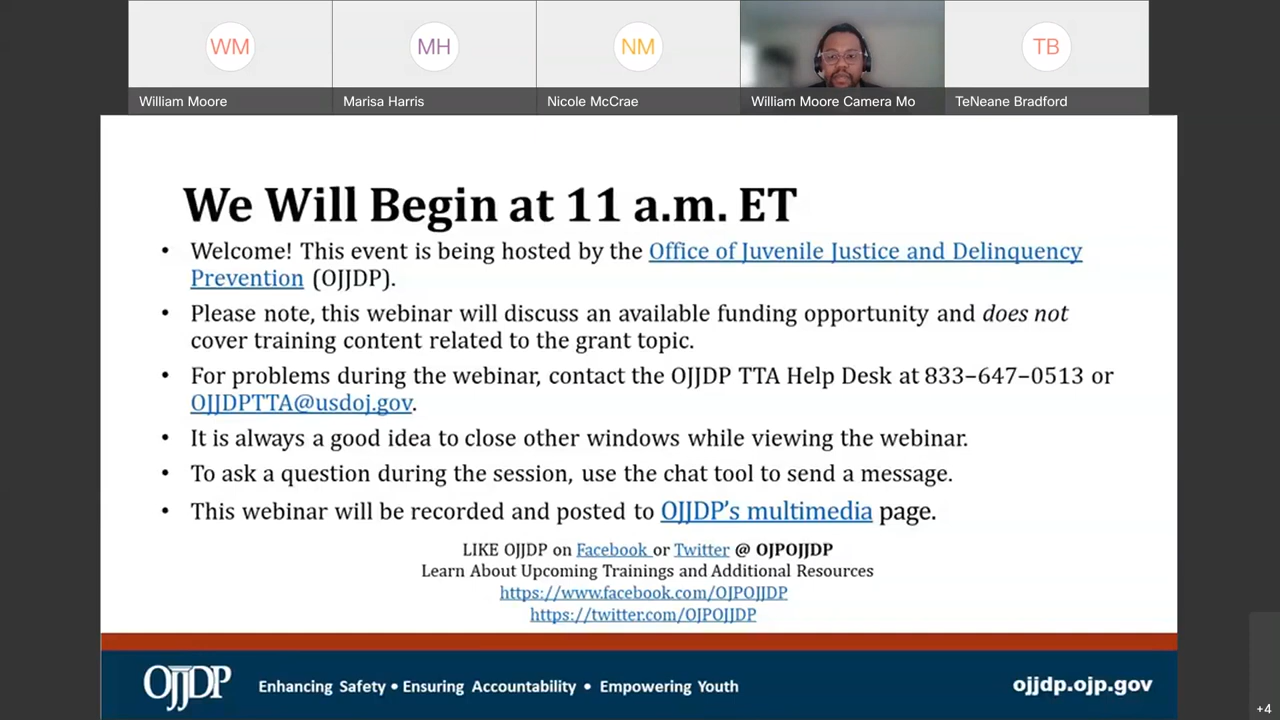 WM
MH
NM
TB
William Moore
Marisa Harris
Nicole McCrae
William Moore Camera Mo
TeNeane Bradford
We Will Begin at 11 a.m. ET
• Welcome! This event is being hosted by the Office of Juvenile Justice and Delinquency
Prevention (OJJDP).
• Please note, this webinar will discuss an available funding opportunity and does not
cover training content related to the grant topic.
• For problems during the webinar, contact the OJJDP TTA Help Desk at 833–647–0513 or
OJJDPTTA@usdoj.gov.
• It is always a good idea to close other windows while viewing the webinar.
• To ask a question during the session, use the chat tool to send a message.
• This webinar will be recorded and posted to OJJDP’s multimedia page.
LIKE OJJDP on Facebook or Twitter @ OJPOJJDP
Learn About Upcoming Trainings and Additional Resources
https://www.facebook.com/OJPOJJDP
https://twitter.com/OJPOJJDP
OJJDP Enhancing Safety • Ensuring Accountability • Empowering Youth
ojjdp.ojp.gov
+4